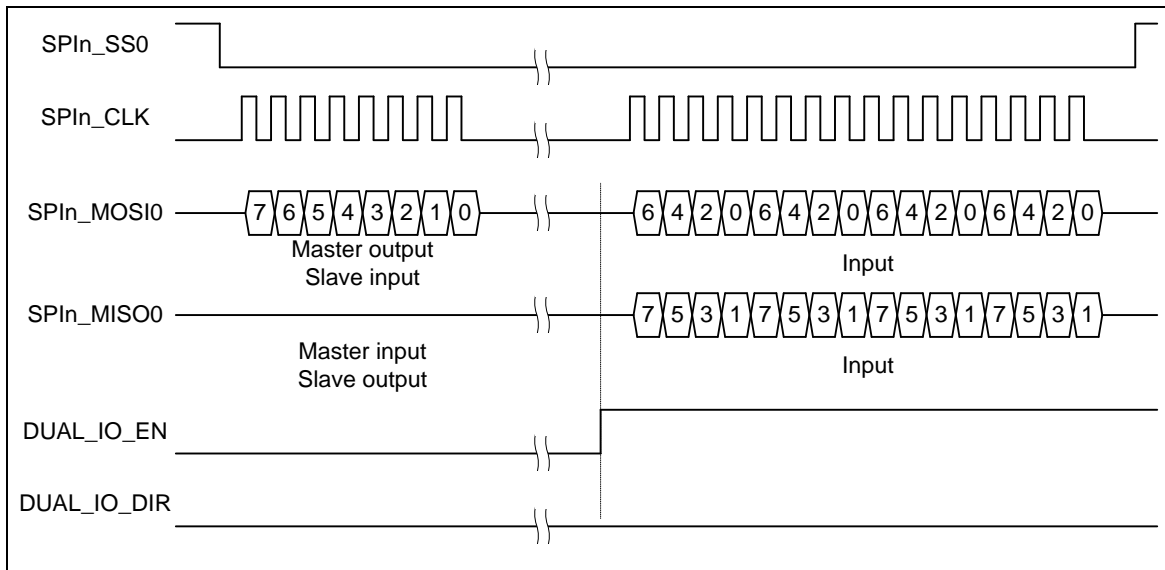 SPIn_SS0
SPIn_CLK
SPIn_MOSI0 7 6 5 4 3 2 1 0 6 4 2 0 6 4 2 0 6 4 2 0 6 4 2 0
Master output
Slave input
Input
SPIn_MISO0 7 5 3 1 7 5 3 1 7 5 3 1 7 5 3 1
Master input
Slave output
Input
DUAL_IO_EN
DUAL_IO_DIR